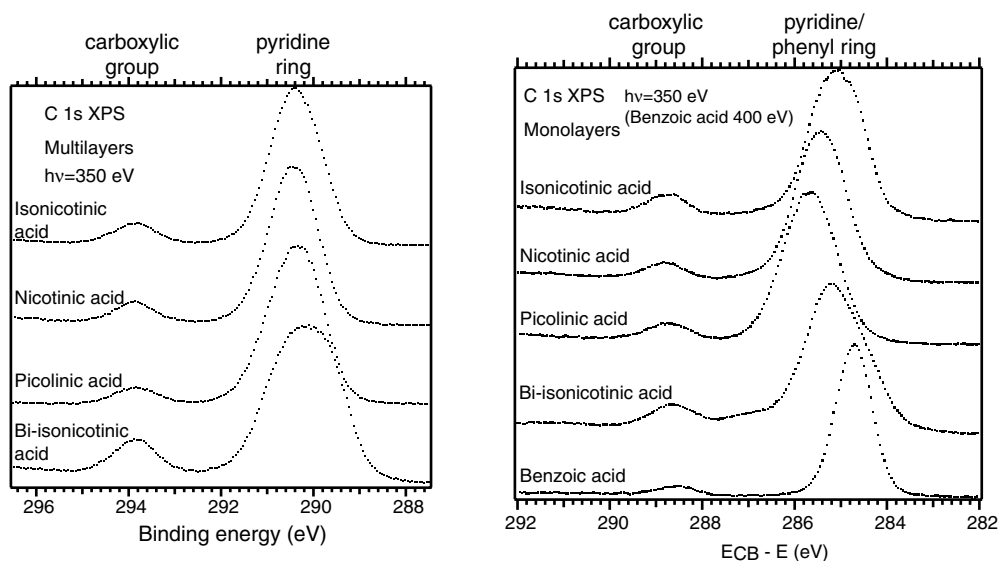 carboxylic
group
pyridine
ring
C 1s XPS
Multilayers
hν=350 eV
Isonicotinic
acid
Nicotinic acid
Picolinic acid
Bi-isonicotinic
acid
296
294
292
290
288
Binding energy (eV)
carboxylic
group
pyridine/
phenyl ring
C 1s XPS
hν=350 eV
(Benzoic acid 400 eV)
Monolayers
Isonicotinic acid
Nicotinic acid
Picolinic acid
Bi-isonicotinic acid
Benzoic acid
292
290
288
286
284
282
ECB - E (eV)